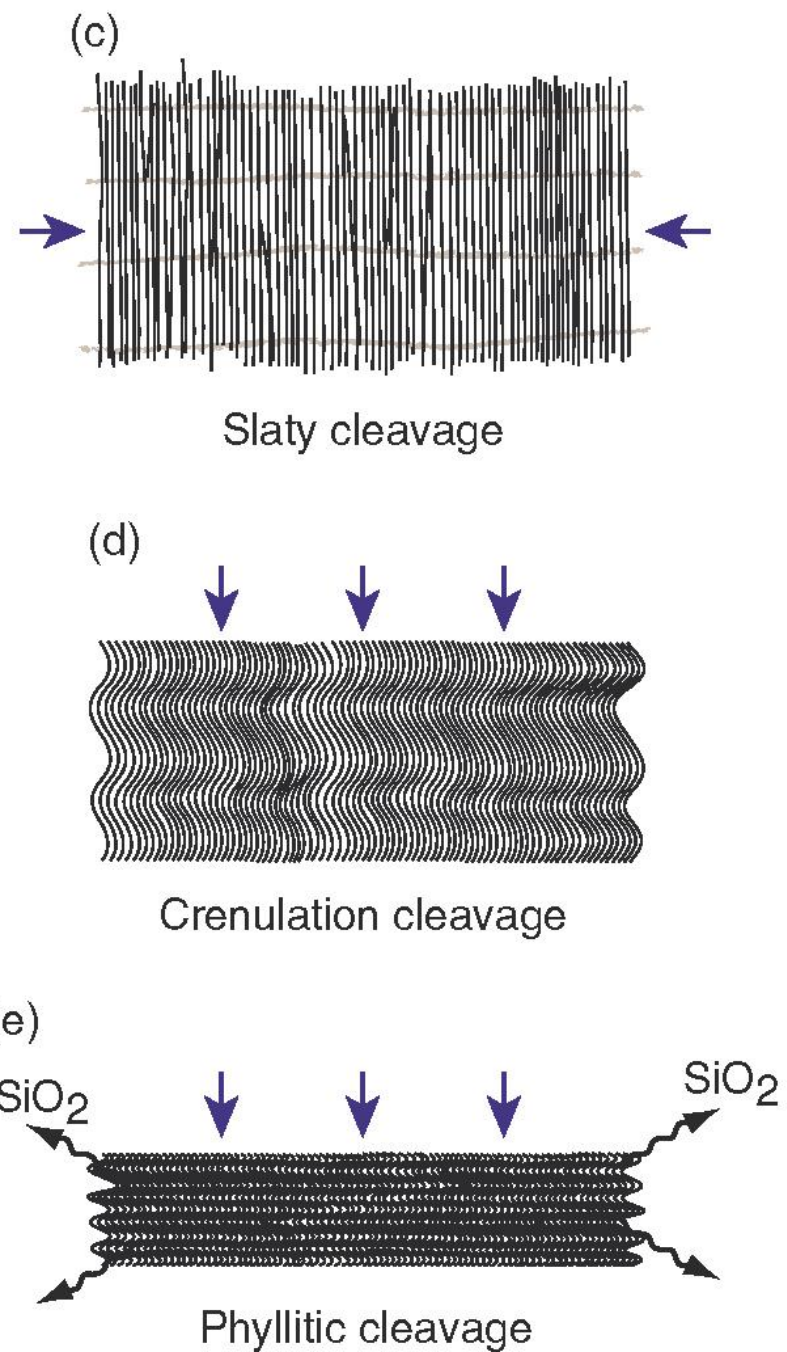 (c)
Slaty cleavage
(d)
Crenulation cleavage
e)
SiO2
SiO2
Phyllitic cleavage